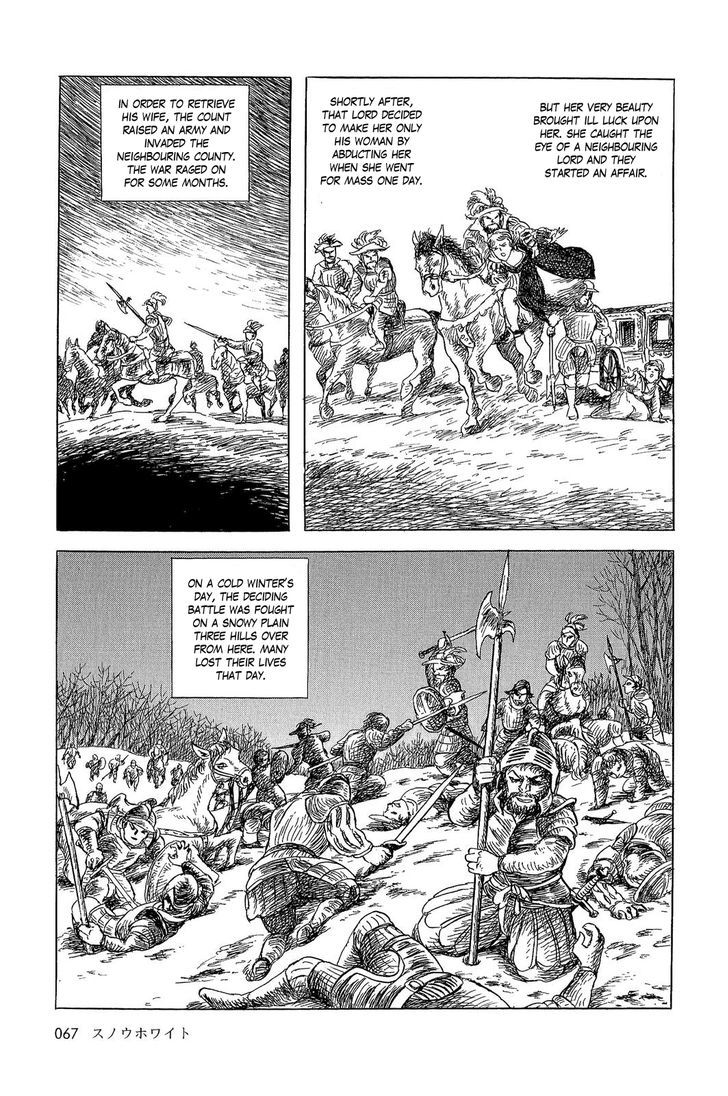 BUT HER VERY BEAUTY
BROUGHT ILL LUCK UPON
HER. SHE CAUGHT THE
EYE OF A NEIGHBOURING
LORD AND THEY
STARTED AN AFFAIR.
SHORTLY AFTER,
THAT LORD DECIDED
TO MAKE HER ONLY
HIS WOMAN BY
ABDUCTING HER
WHEN SHE WENT
FOR MASS ONE DAY.
IN ORDER TO RETRIEVE
HIS WIFE, THE COUNT
RAISED AN ARMY AND
INVADED THE
NEIGHBOURING COUNTY.
THE WAR RAGED ON
FOR SOME MONTHS.
ON A COLD WINTER'S
DAY, THE DECIDING
BATTLE WAS FOUGHT
ON A SNOWY PLAIN
THREE HILLS OVER
FROM HERE. MANY
LOST THEIR LIVES
THAT DAY.
067 スノウホワイト